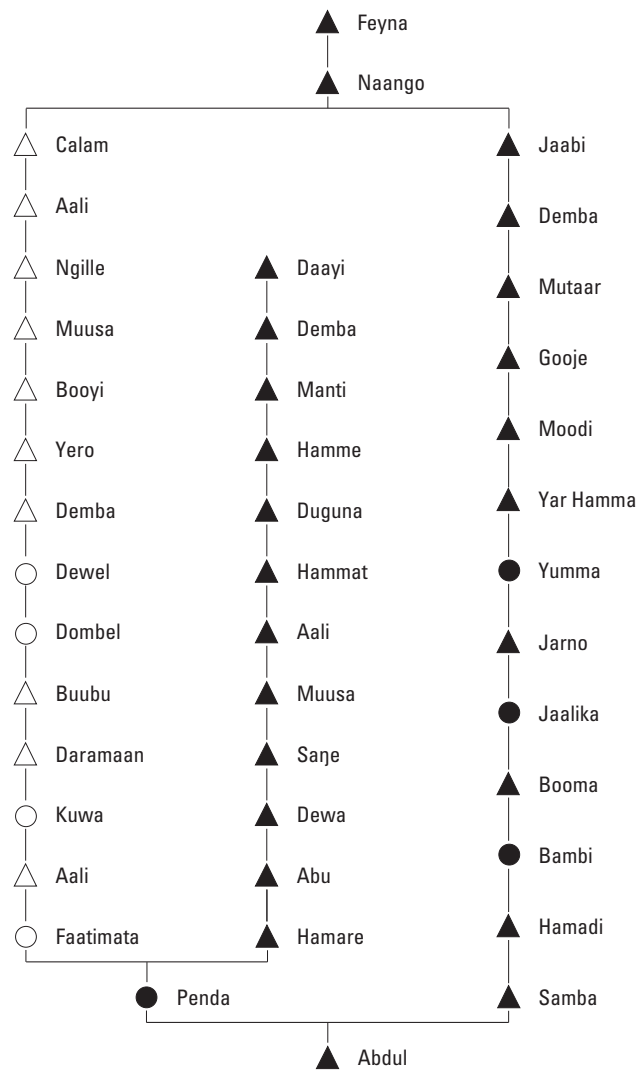 Feyna
Naango
Calam
Aali
Ngille
Muusa
Booyi
Yero
Demba
Dewel
Dombel
Buubu
Daramaan
Kuwa
Aali
Faatimata
Daayi
Demba
Manti
Hamme
Duguna
Hammat
Aali
Muusa
Saŋe
Dewa
Abu
Hamare
Jaabi
Demba
Mutaar
Gooje
Moodi
Yar Hamma
Yumma
Jarno
Jaalika
Booma
Bambi
Hamadi
Samba
Penda
Abdul